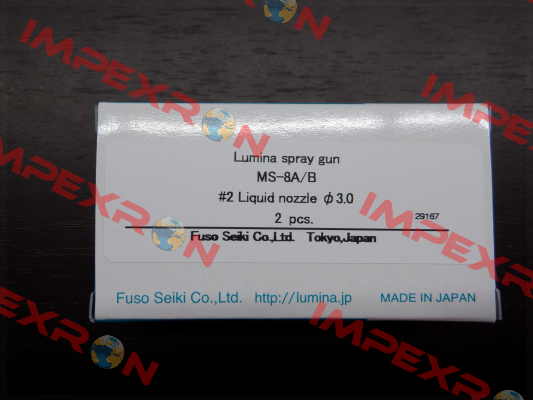 IMPEXRON
IMPEXRON
IMPEXRON
IMPEXRON
IMPEXRON
Lumina spray gun
MS-8A/B
#2 Liquid nozzle φ3.0
2 pcs.
29167
Fuso Seiki Co.,Ltd. Tokyo,Japan
Fuso Seiki Co.,Ltd. http://lumina.jp MADE IN JAPAN